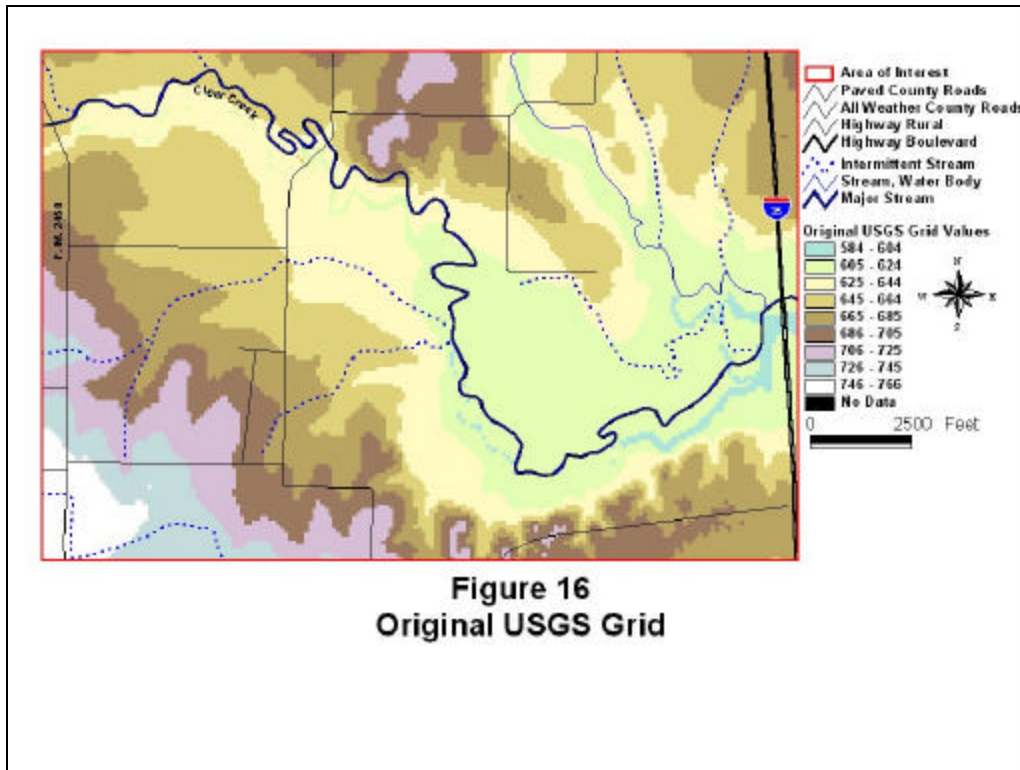 Clear Creek
F. M. 2450
35
Area of Interest
Paved County Roads
All Weather County Roads
Highway Rural
Highway Boulevard
Intermittent Stream
Stream, Water Body
Major Stream
Original USGS Grid Values
584 - 604
605 - 624
625 - 644
645 - 664
665 - 685
686 - 705
706 - 725
726 - 745
746 - 766
No Data
N
W E
S
0 2500 Feet
Figure 16
Original USGS Grid